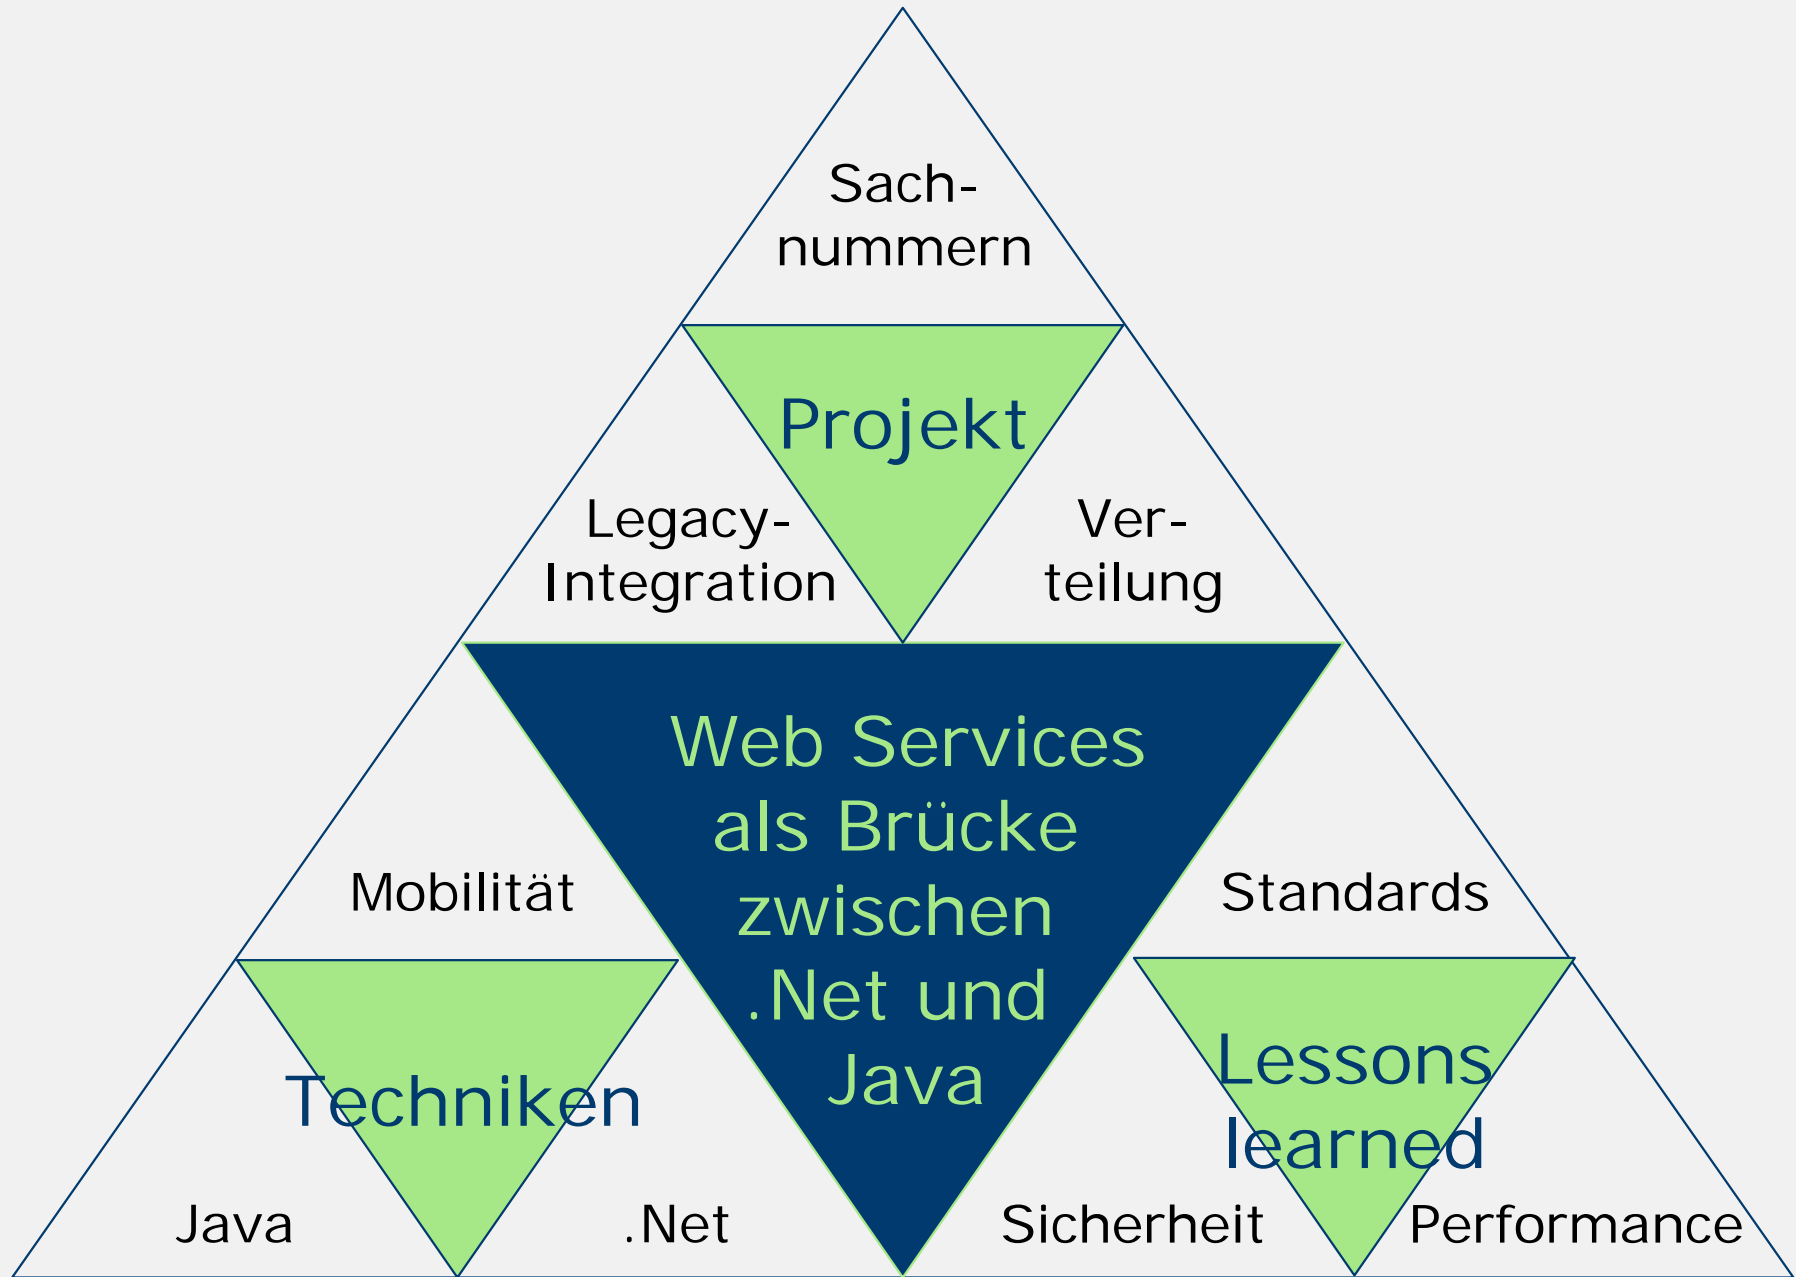 Sach-
nummern
Projekt
Legacy-
Integration
Ver-
teilung
Web Services
als Brücke
zwischen
.Net und
Java
Mobilität
Techniken
Java
.Net
Standards
Lessons
learned
Sicherheit
Performance